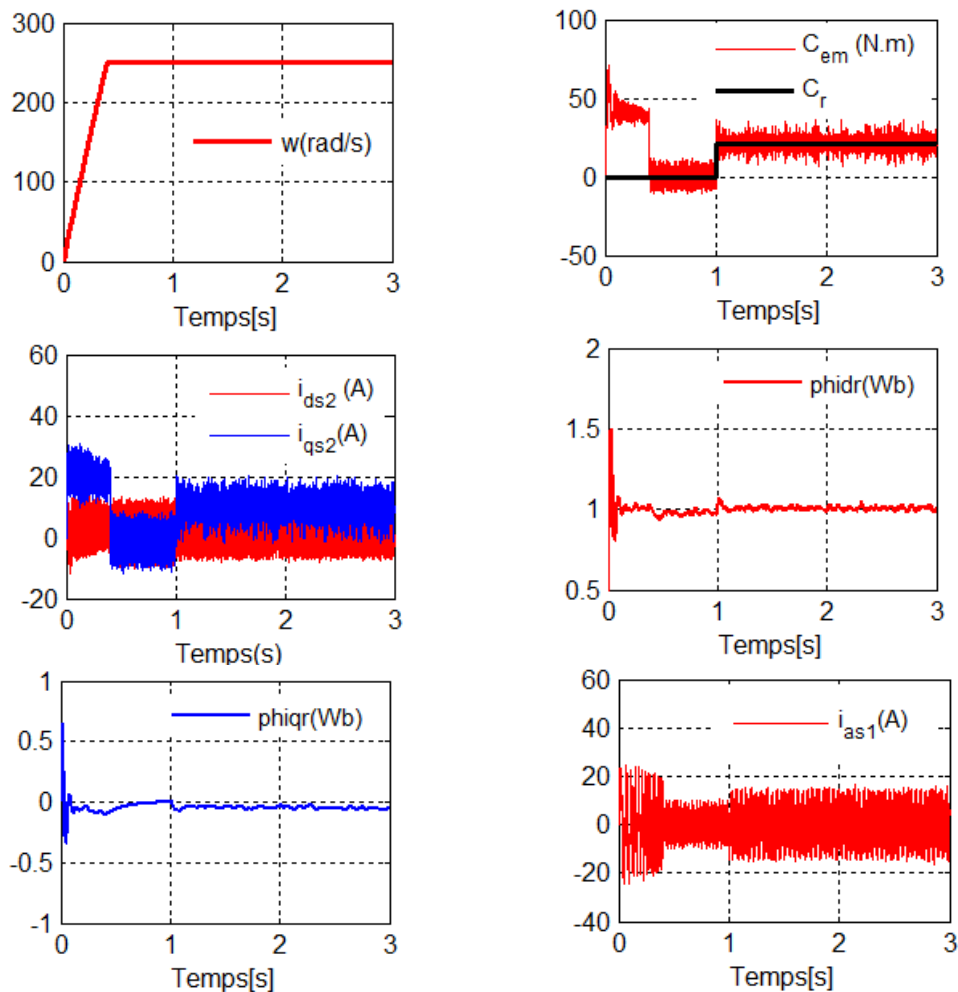 300
200
100
0
w(rad/s)
0 1 2 3
Temps[s]
100
50
0
-50
C_em (N.m)
C_r
0 1 2 3
Temps[s]
60
40
20
0
-20
i_ds2 (A)
i_qs2(A)
0 1 2 3
Temps(s)
2
1.5
1
0.5
phidr(Wb)
0 1 2 3
Temps[s]
1
0.5
0
-0.5
-1
phiqr(Wb)
0 1 2 3
Temps[s]
60
40
20
0
-20
-40
i_as1(A)
0 1 2 3
Temps[s]